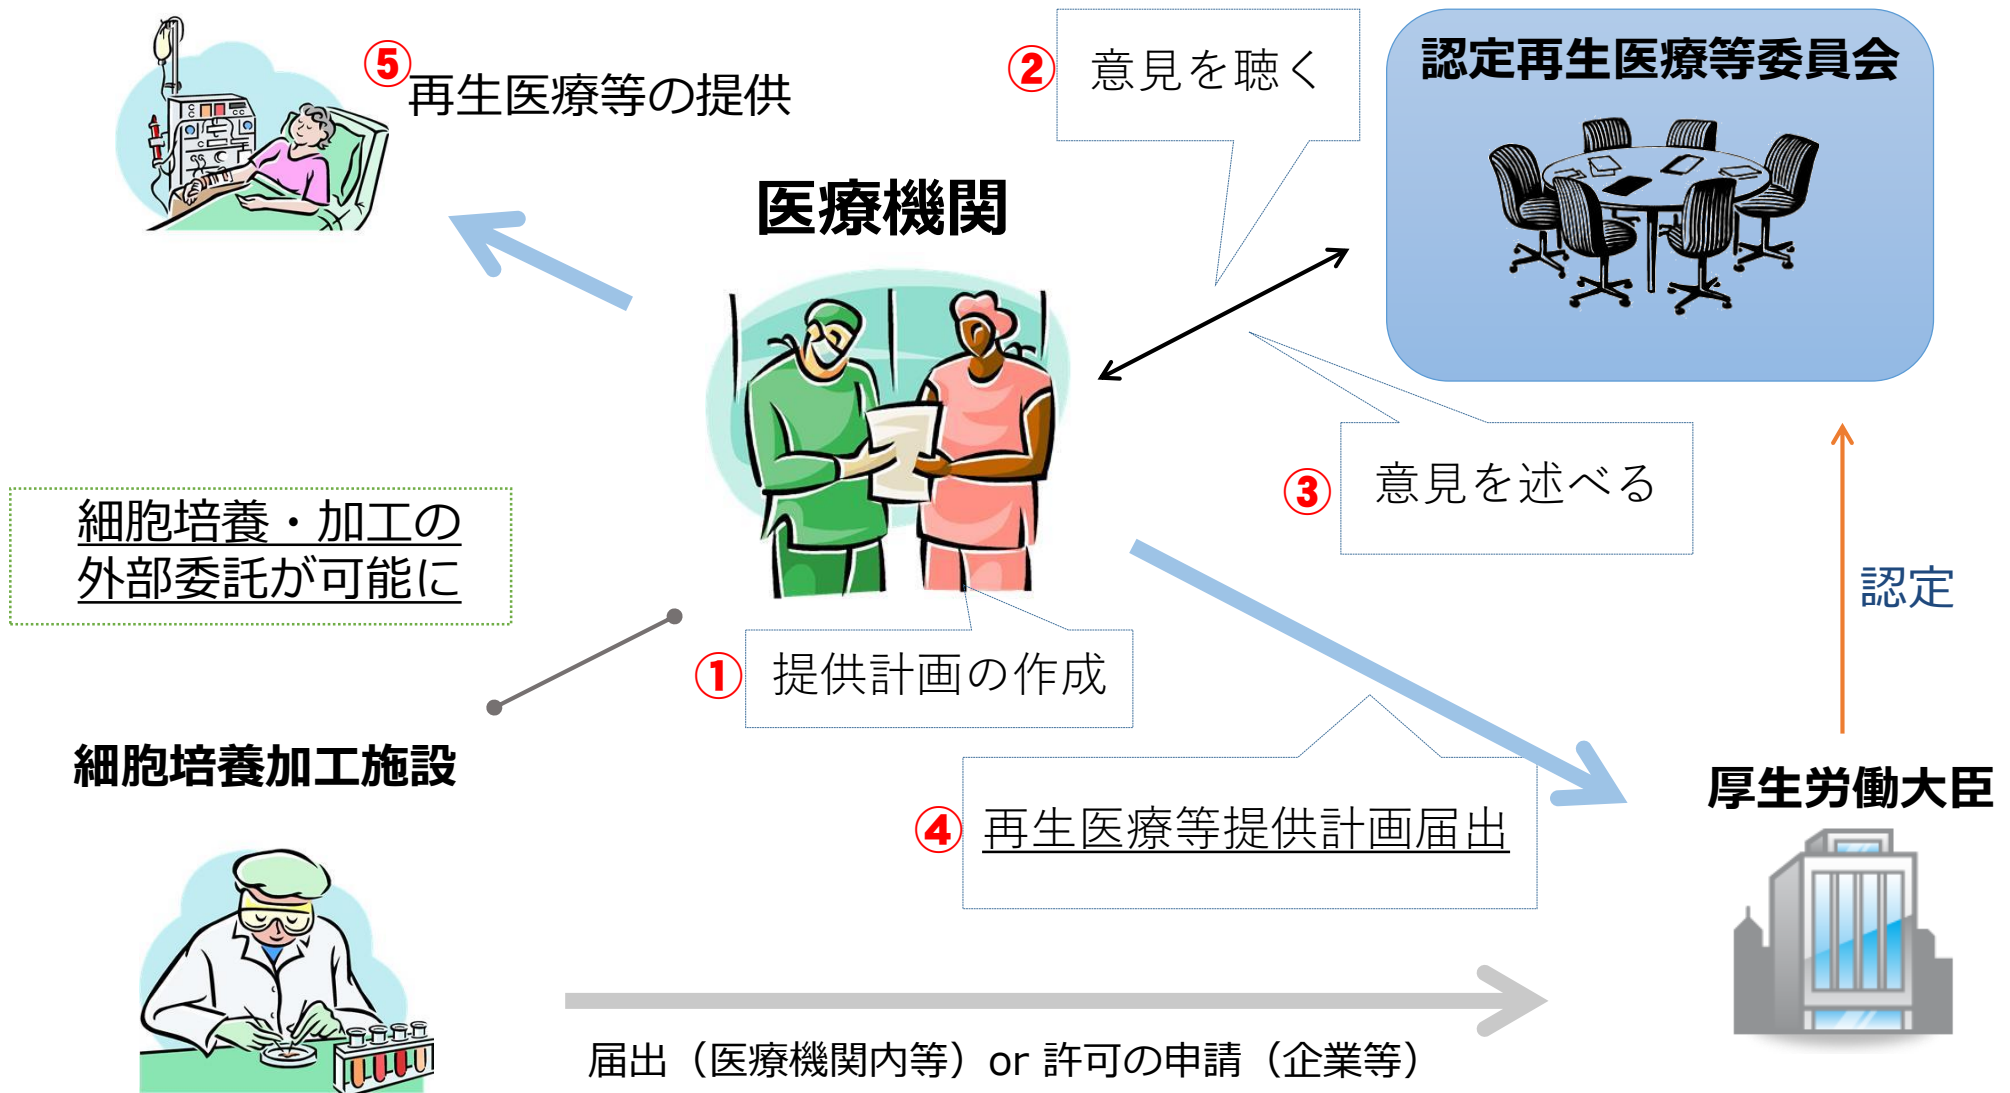 ⑤
再生医療等の提供
② 意見を聴く
認定再生医療等委員会
医療機関
③ 意見を述べる
細胞培養・加工の
外部委託が可能に
認定
① 提供計画の作成
細胞培養加工施設
厚生労働大臣
④ 再生医療等提供計画届出
届出（医療機関内等）or 許可の申請（企業等）